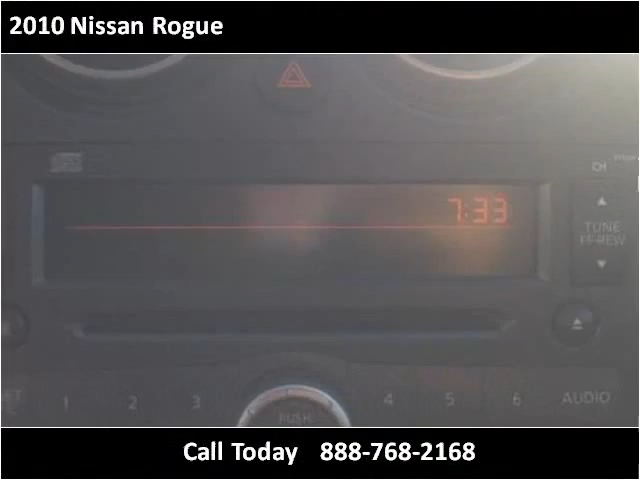 2010 Nissan Rogue
7:33
CH
TUNE
FF·REW
1 2 3 PUSH 4 5 6 AUDIO
Call Today 888-768-2168